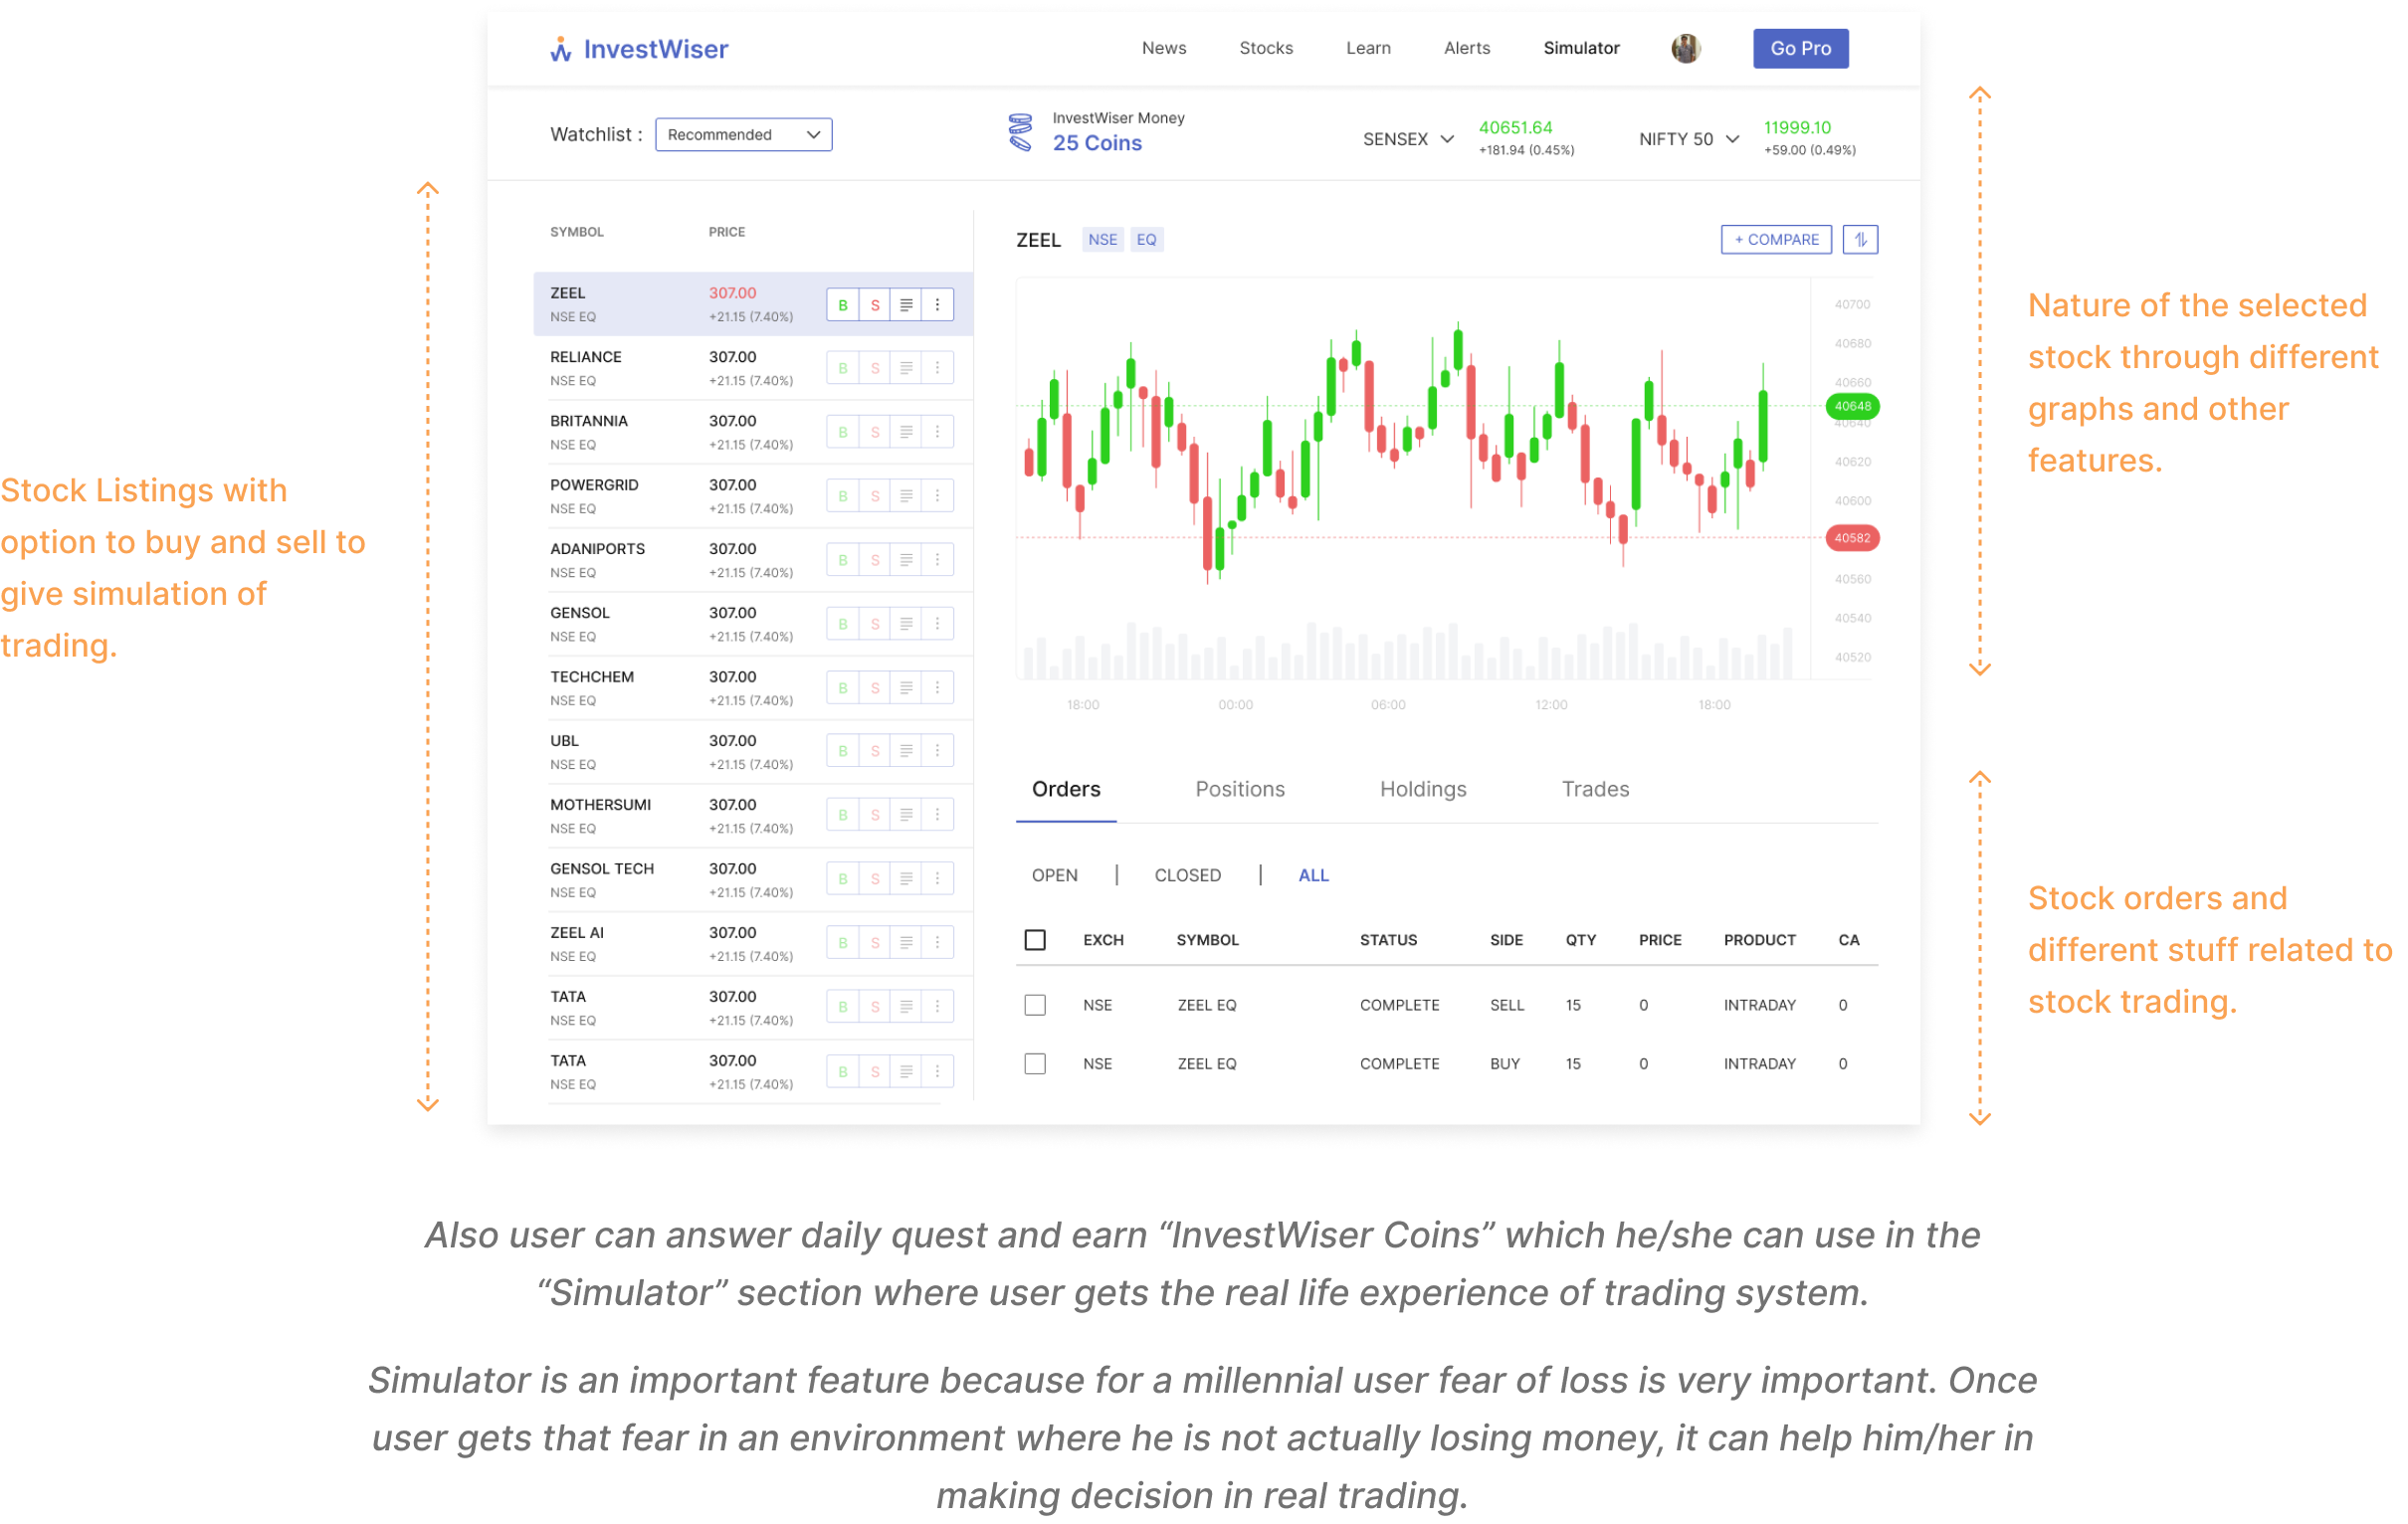 InvestWiser
News Stocks Learn Alerts Simulator Go Pro
Watchlist : Recommended
InvestWiser Money
25 Coins
SENSEX 40651.64
+181.94 (0.45%)
NIFTY 50 11999.10
+59.00 (0.49%)
SYMBOL PRICE
ZEEL 307.00
NSE EQ +21.15 (7.40%)
B S
RELIANCE 307.00
NSE EQ +21.15 (7.40%)
B S
BRITANNIA 307.00
NSE EQ +21.15 (7.40%)
B S
POWERGRID 307.00
NSE EQ +21.15 (7.40%)
B S
ADANIPORTS 307.00
NSE EQ +21.15 (7.40%)
B S
GENSOL 307.00
NSE EQ +21.15 (7.40%)
B S
TECHCHEM 307.00
NSE EQ +21.15 (7.40%)
B S
UBL 307.00
NSE EQ +21.15 (7.40%)
B S
MOTHERSUMI 307.00
NSE EQ +21.15 (7.40%)
B S
GENSOL TECH 307.00
NSE EQ +21.15 (7.40%)
B S
ZEEL AI 307.00
NSE EQ +21.15 (7.40%)
B S
TATA 307.00
NSE EQ +21.15 (7.40%)
B S
TATA 307.00
NSE EQ +21.15 (7.40%)
B S
ZEEL NSE EQ + COMPARE
40700
40680
40660
40648
40640
40620
40600
40582
40560
40540
40520
18:00 00:00 06:00 12:00 18:00
Orders Positions Holdings Trades
OPEN | CLOSED | ALL
EXCH SYMBOL STATUS SIDE QTY PRICE PRODUCT CA
NSE ZEEL EQ COMPLETE SELL 15 0 INTRADAY 0
NSE ZEEL EQ COMPLETE BUY 15 0 INTRADAY 0
Stock Listings with
option to buy and sell to
give simulation of
trading.
Nature of the selected
stock through different
graphs and other
features.
Stock orders and
different stuff related to
stock trading.
Also user can answer daily quest and earn “InvestWiser Coins” which he/she can use in the
“Simulator” section where user gets the real life experience of trading system.
Simulator is an important feature because for a millennial user fear of loss is very important. Once
user gets that fear in an environment where he is not actually losing money, it can help him/her in
making decision in real trading.